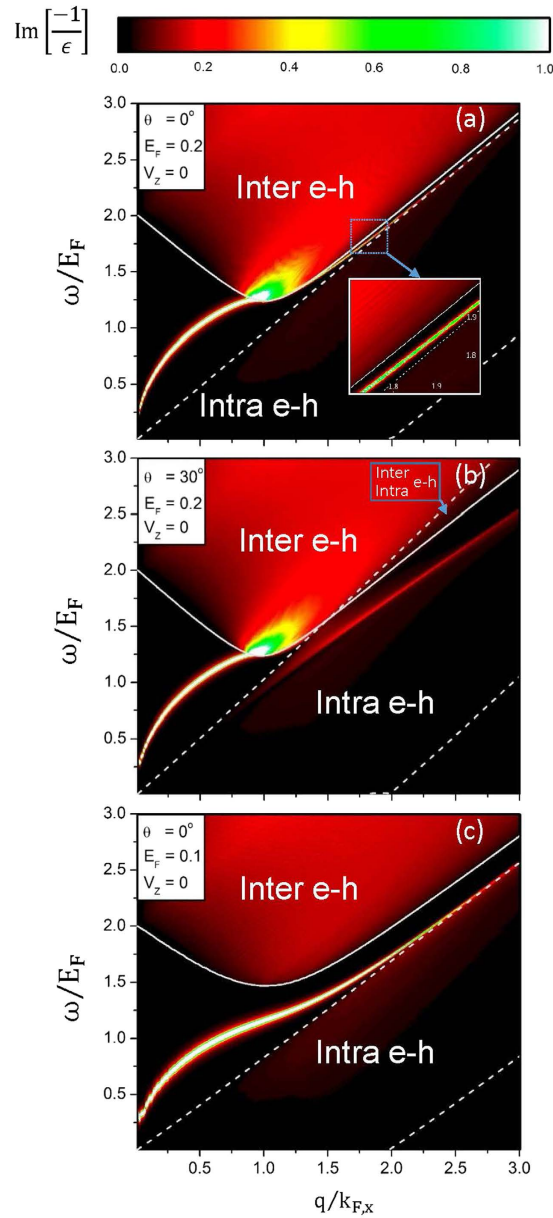 Im [-1/ϵ]
0.0 0.2 0.4 0.6 0.8 1.0
(a)
θ = 0°
E_F = 0.2
V_Z = 0
Inter e-h
Intra e-h
1.9
1.8
1.8
1.9
3.0
2.5
2.0
1.5
1.0
0.5
ω/E_F
(b)
θ = 30°
E_F = 0.2
V_Z = 0
Inter
Intra e-h
Inter e-h
Intra e-h
3.0
2.5
2.0
1.5
1.0
0.5
ω/E_F
(c)
θ = 0°
E_F = 0.1
V_Z = 0
Inter e-h
Intra e-h
3.0
2.5
2.0
1.5
1.0
0.5
ω/E_F
0.5 1.0 1.5 2.0 2.5 3.0
q/k_F,x